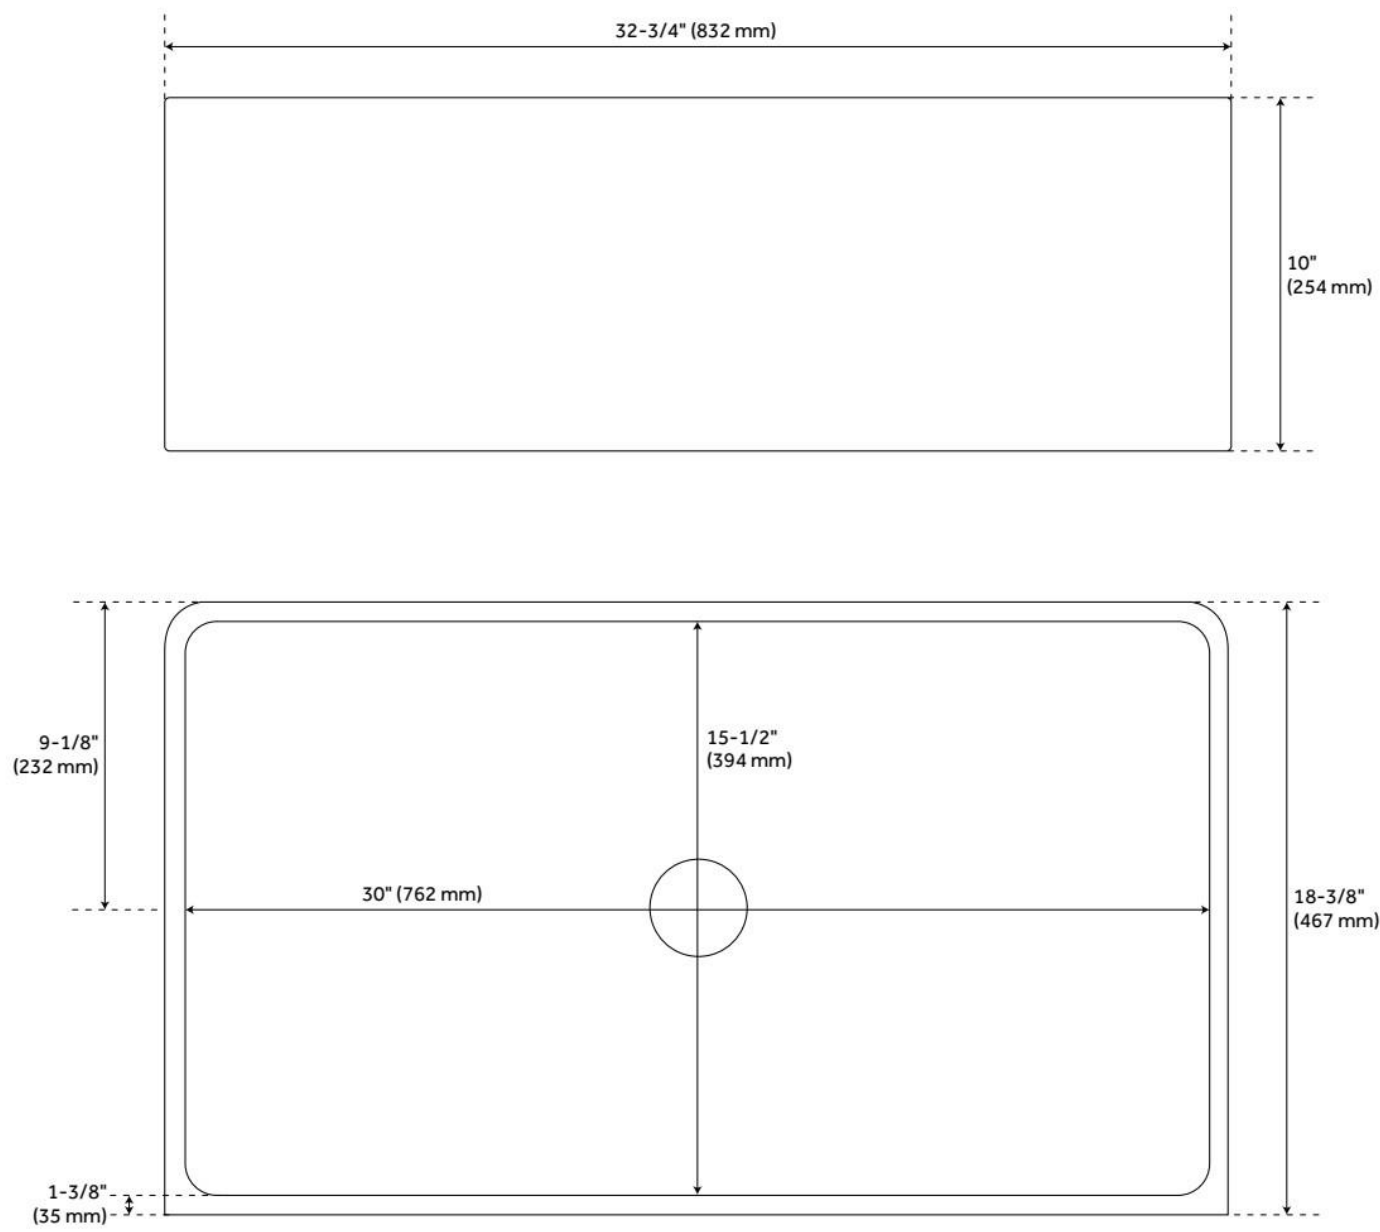 32-3/4" (832 mm)
10"
(254 mm)
9-1/8"
(232 mm)
15-1/2"
(394 mm)
30" (762 mm)
18-3/8"
(467 mm)
1-3/8"
(35 mm)